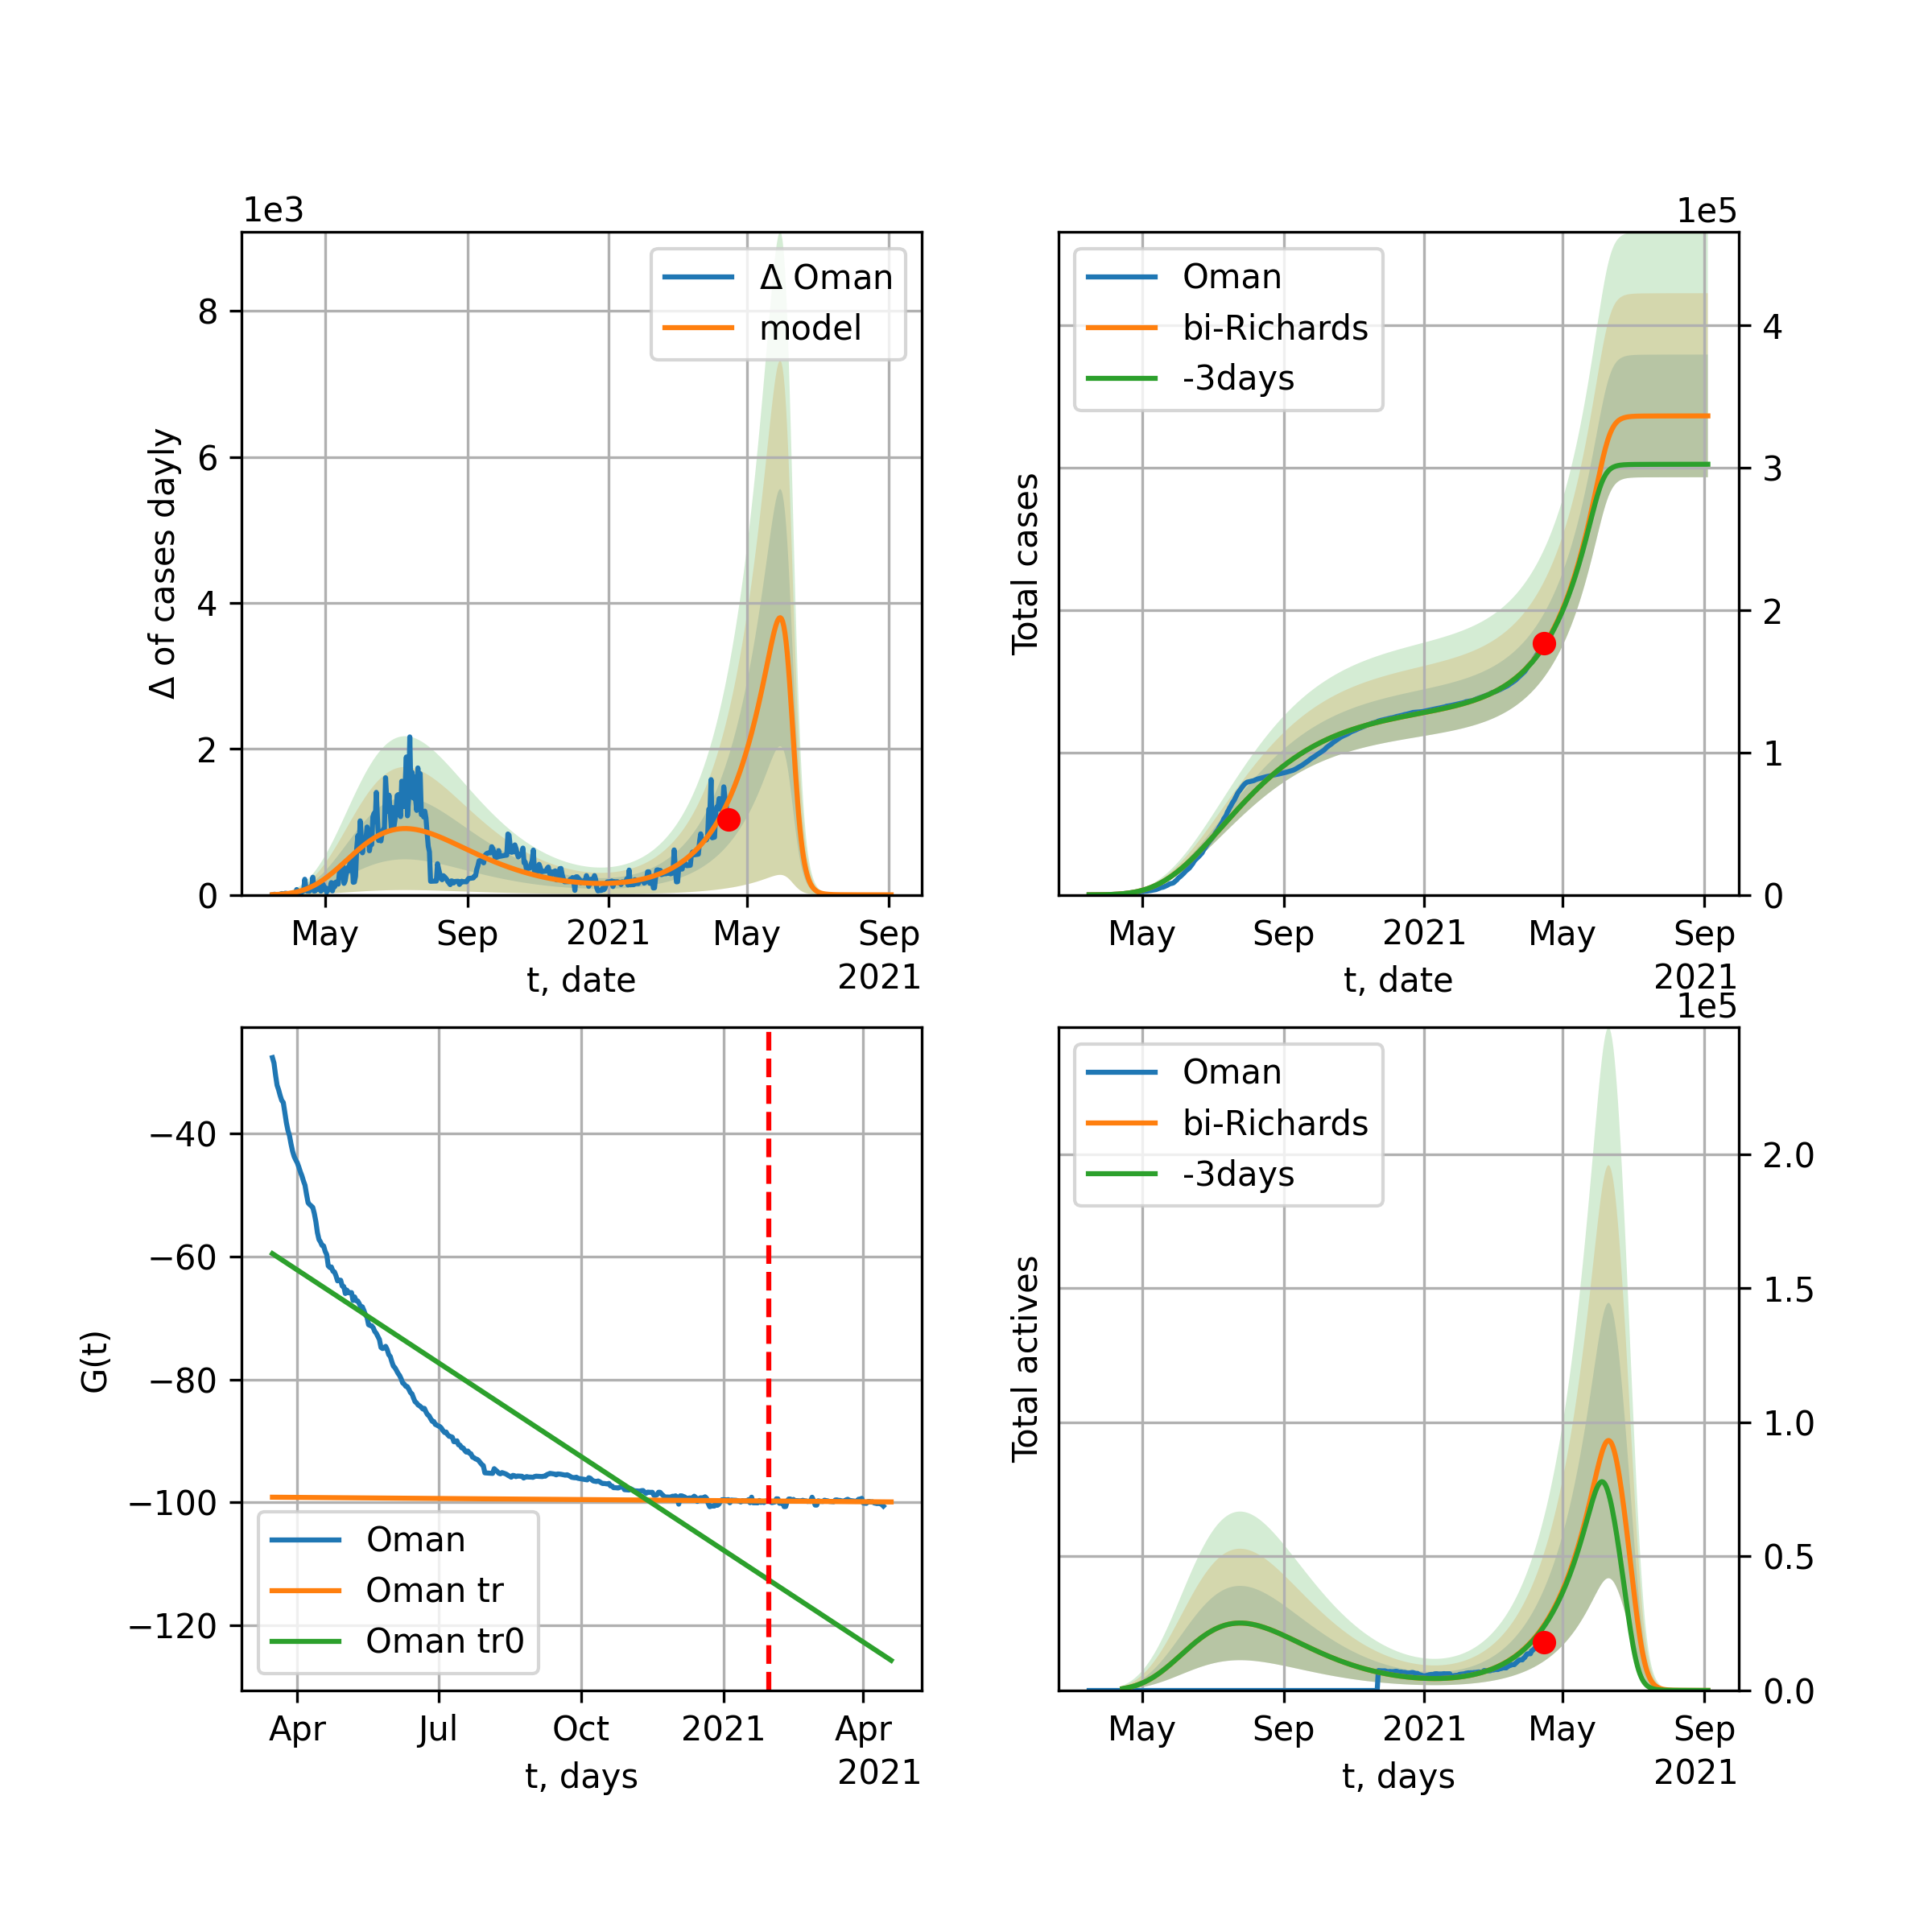 1e3
Δ of cases dayly
8
6
4
2
0
Δ Oman
model
May
Sep
2021
May
Sep
2021
t, date
1e5
Total cases
Oman
bi-Richards
-3days
4
3
2
1
0
May
Sep
2021
May
Sep
2021
t, date
G(t)
−40
−60
−80
−100
−120
Oman
Oman tr
Oman tr0
Apr
Jul
Oct
2021
Apr
2021
t, days
1e5
Total actives
Oman
bi-Richards
-3days
2.0
1.5
1.0
0.5
0.0
May
Sep
2021
May
Sep
2021
t, days